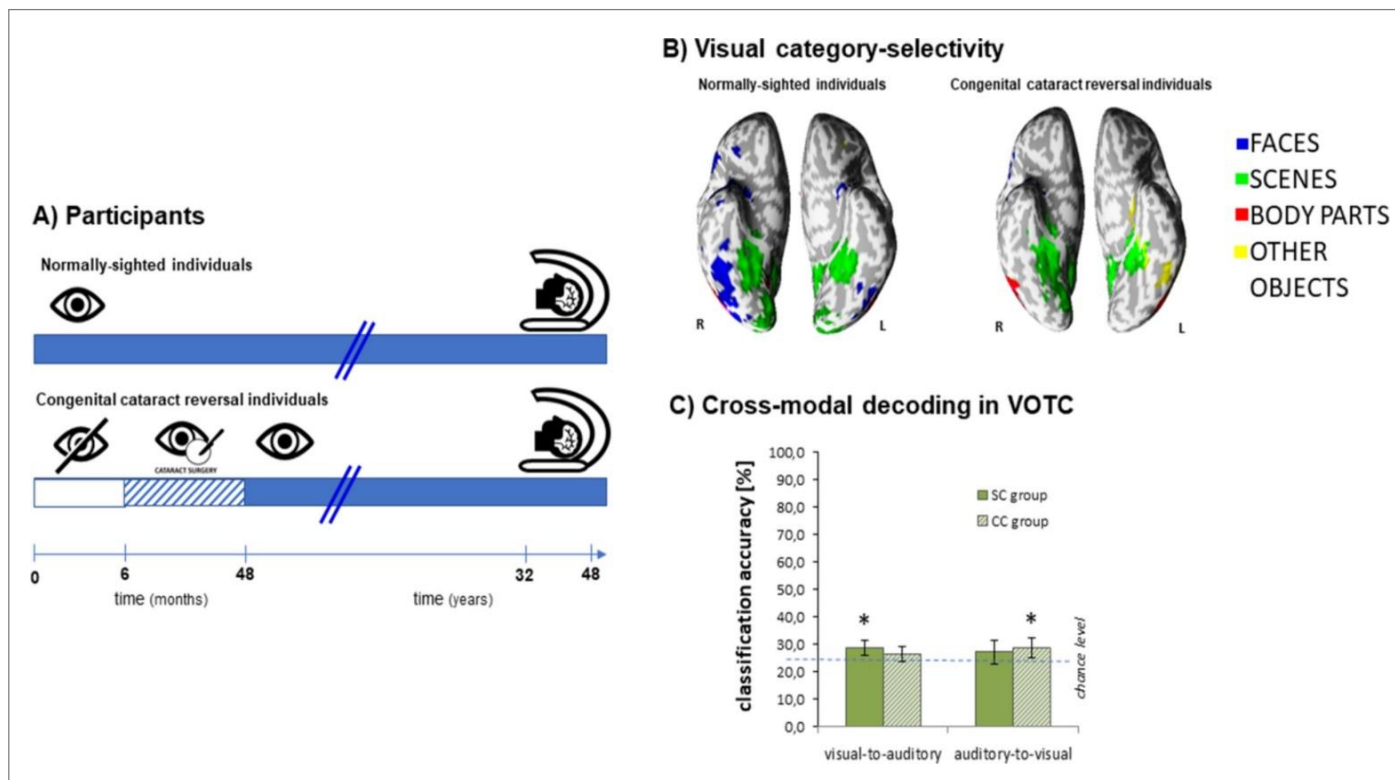 A) Participants
Normally-sighted individuals
Congenital cataract reversal individuals
CATARACT SURGERY
0
6
48
32
48
time (months)
time (years)
B) Visual category-selectivity
Normally-sighted individuals
Congenital cataract reversal individuals
R
L
R
L
FACES
SCENES
BODY PARTS
OTHER
OBJECTS
C) Cross-modal decoding in VOTC
classification accuracy [%]
100,0
90,0
80,0
70,0
60,0
50,0
40,0
30,0
20,0
10,0
0,0
SC group
CC group
*
*
chance level
visual-to-auditory
auditory-to-visual